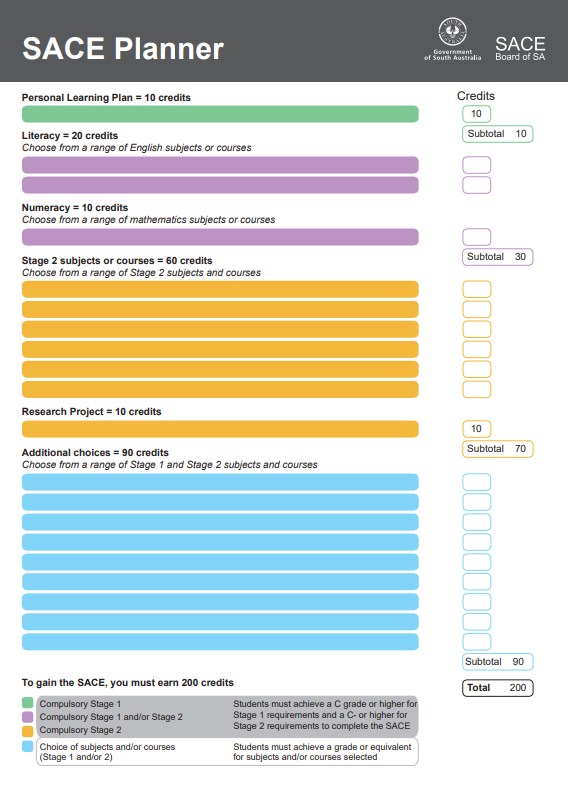 SACE Planner
Government
of South Australia
SACE
Board of SA
Credits
Personal Learning Plan = 10 credits
10
Subtotal 10
Literacy = 20 credits
Choose from a range of English subjects or courses
Numeracy = 10 credits
Choose from a range of mathematics subjects or courses
Subtotal 30
Stage 2 subjects or courses = 60 credits
Choose from a range of Stage 2 subjects and courses
Research Project = 10 credits
10
Subtotal 70
Additional choices = 90 credits
Choose from a range of Stage 1 and Stage 2 subjects and courses
Subtotal 90
To gain the SACE, you must earn 200 credits
Total 200
Compulsory Stage 1
Compulsory Stage 1 and/or Stage 2
Compulsory Stage 2
Students must achieve a C grade or higher for
Stage 1 requirements and a C- or higher for
Stage 2 requirements to complete the SACE
Choice of subjects and/or courses
(Stage 1 and/or 2)
Students must achieve a grade or equivalent
for subjects and/or courses selected